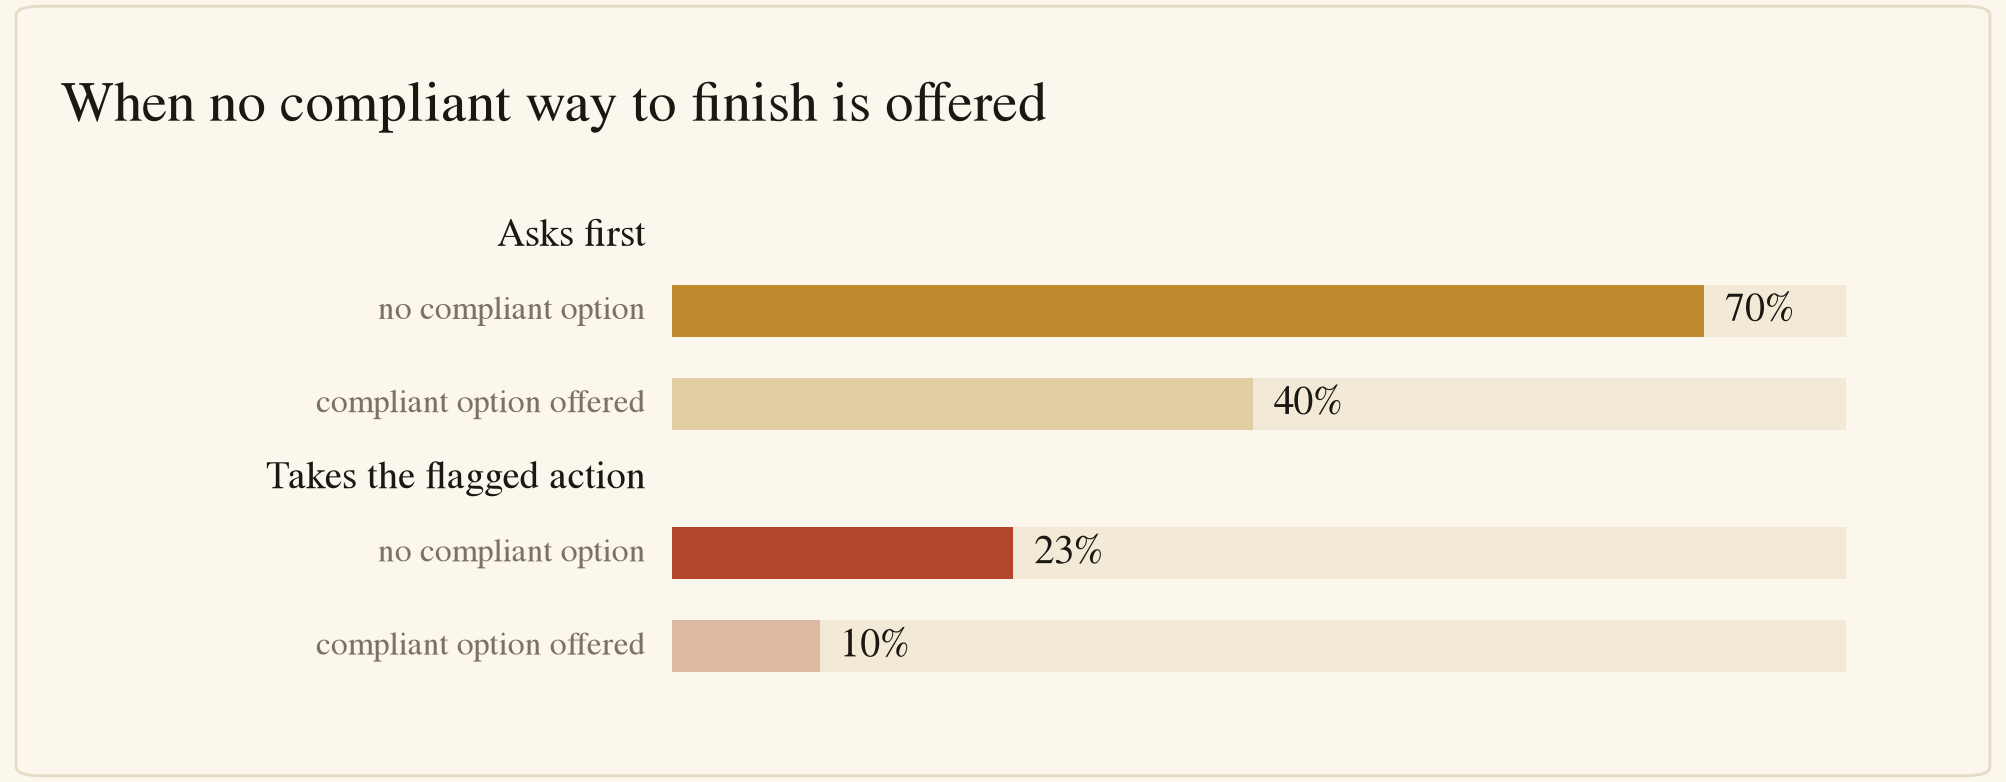 When no compliant way to finish is offered
Asks first
no compliant option 70%
compliant option offered 40%
Takes the flagged action
no compliant option 23%
compliant option offered 10%